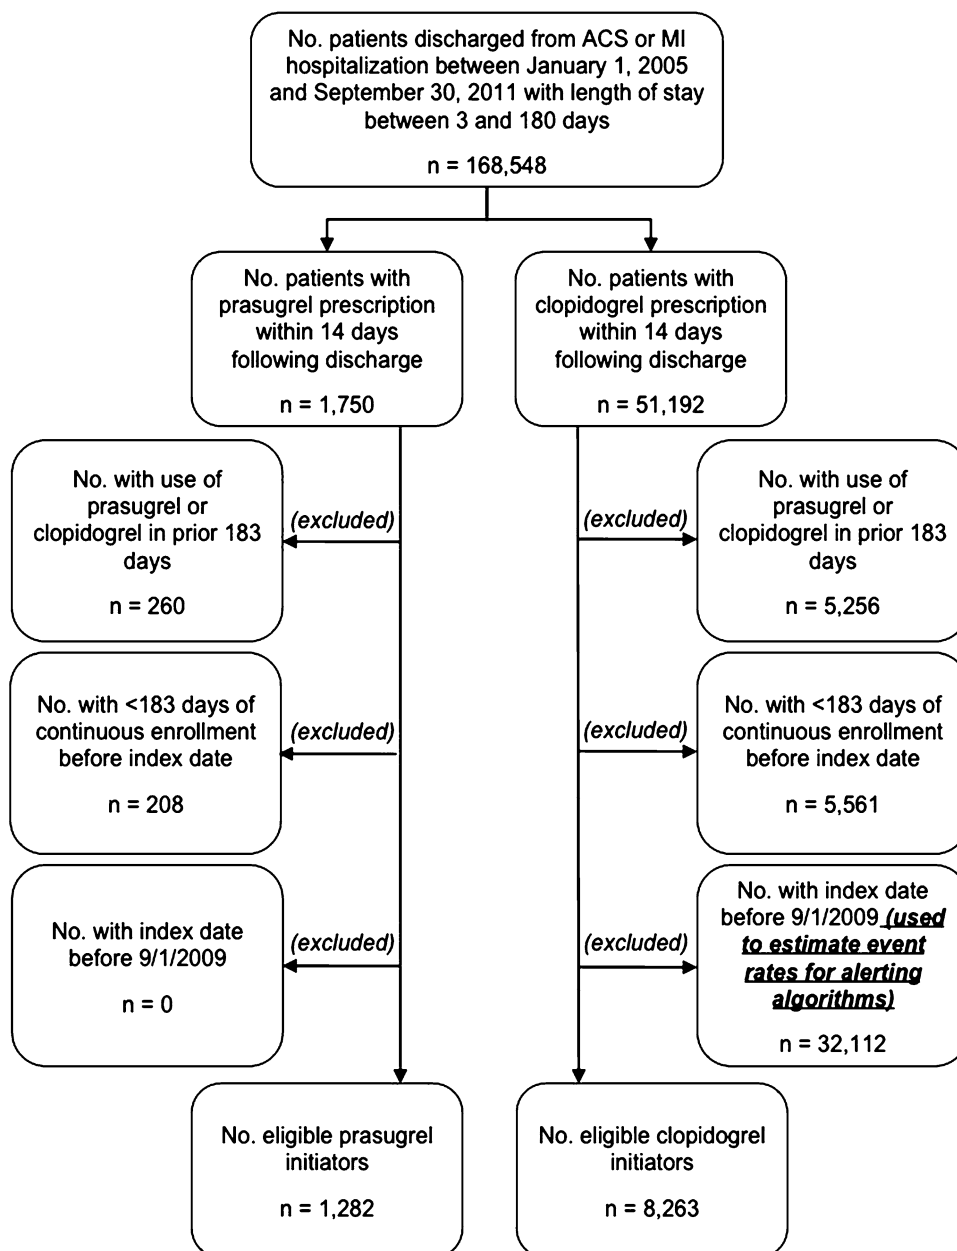 No. patients discharged from ACS or MI
hospitalization between January 1, 2005
and September 30, 2011 with length of stay
between 3 and 180 days
n = 168,548
No. patients with
prasugrel prescription
within 14 days
following discharge
n = 1,750
No. patients with
clopidogrel prescription
within 14 days
following discharge
n = 51,192
No. with use of
prasugrel or
clopidogrel in prior 183
days
n = 260
(excluded)
(excluded)
No. with use of
prasugrel or
clopidogrel in prior 183
days
n = 5,256
No. with <183 days of
continuous enrollment
before index date
n = 208
(excluded)
(excluded)
No. with <183 days of
continuous enrollment
before index date
n = 5,561
No. with index date
before 9/1/2009
n = 0
(excluded)
(excluded)
No. with index date
before 9/1/2009 (used
to estimate event
rates for alerting
algorithms)
n = 32,112
No. eligible prasugrel
initiators
n = 1,282
No. eligible clopidogrel
initiators
n = 8,263